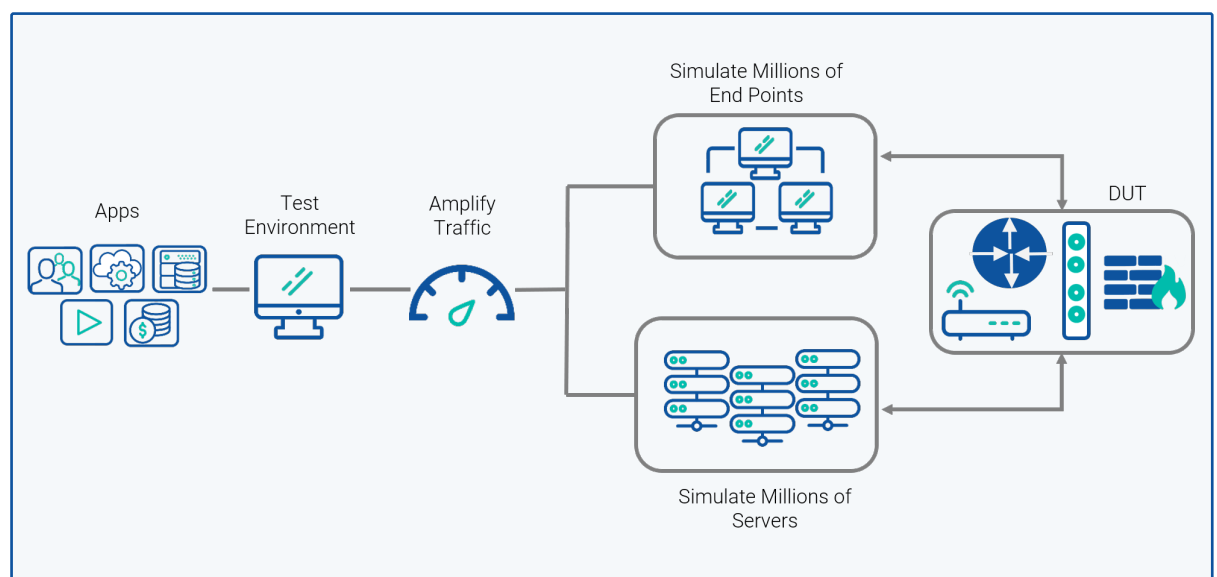 Simulate Millions of
End Points
Apps
Test
Environment
Amplify
Traffic
DUT
$
Simulate Millions of
Servers